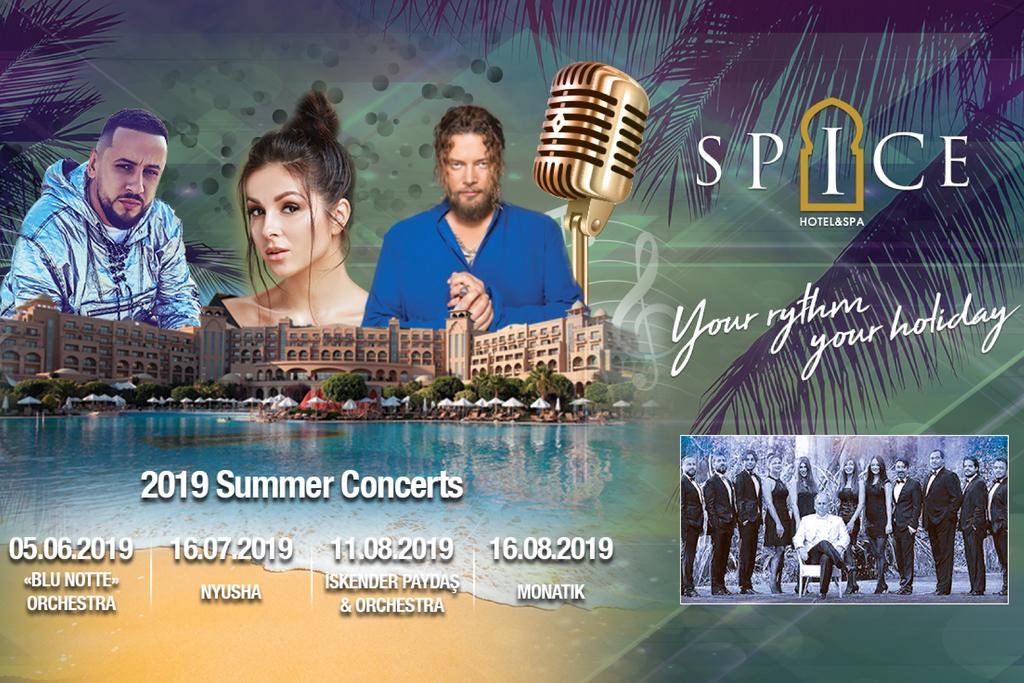 SPICE
HOTEL&SPA
Your rythm
your holiday
2019 Summer Concerts
05.06.2019
«BLU NOTTE»
ORCHESTRA
16.07.2019
NYUSHA
11.08.2019
İSKENDER PAYDAŞ
& ORCHESTRA
16.08.2019
MONATIK